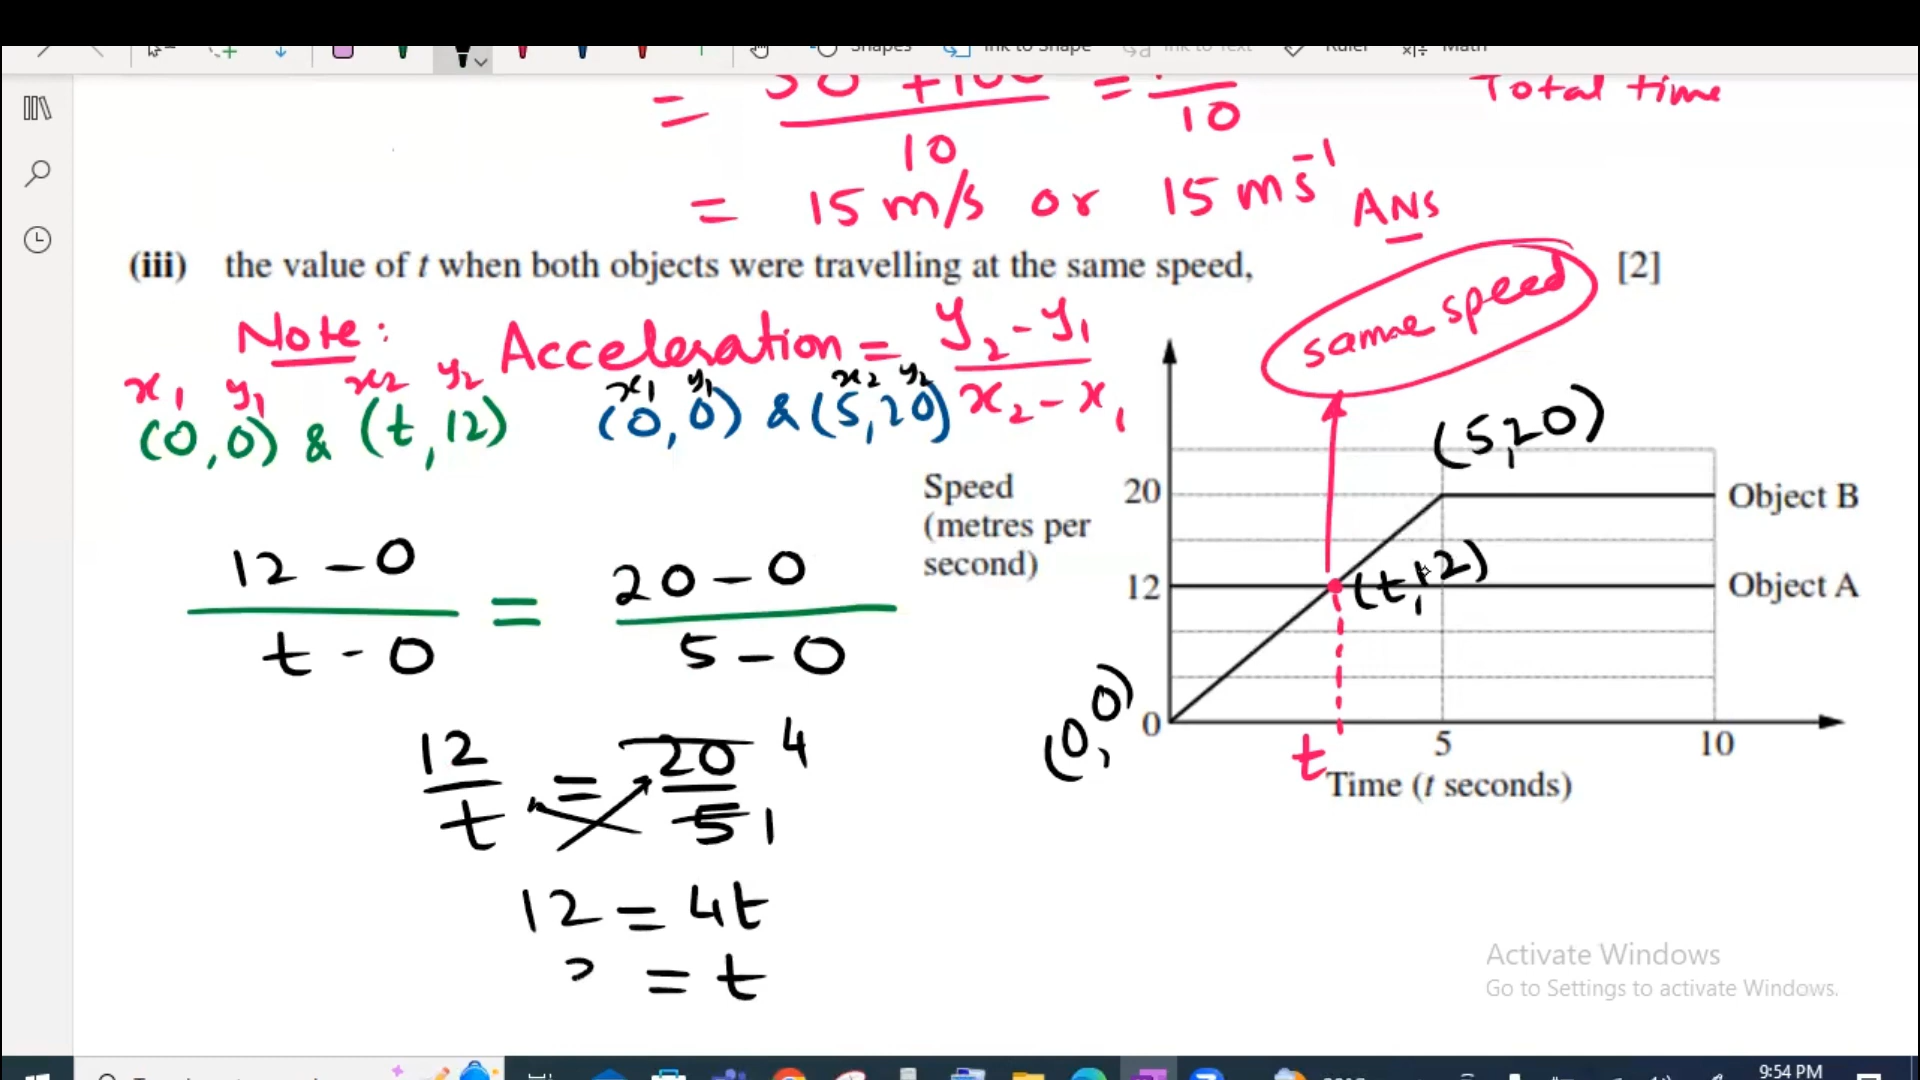 = 50 + 100 / 10 = / 10
Total time
= 15 m/s or 15 ms⁻¹ ANS
(iii) the value of t when both objects were travelling at the same speed, [2]
Note: Acceleration = y₂ - y₁ / x₂ - x₁
x₁ y₁ x₂ y₂
(0,0) & (t,12)
x₁ y₁ x₂ y₂
(0,0) & (5,20)
same speed
(5,20)
Speed
(metres per
second)
20
12
0
Object B
Object A
(t,12)
(0,0)
t
5
10
Time (t seconds)
12 - 0 / t - 0 = 20 - 0 / 5 - 0
12 / t = 20 / 5 4 1
12 = 4t
= t
Activate Windows
Go to Settings to activate Windows.
9:54 PM